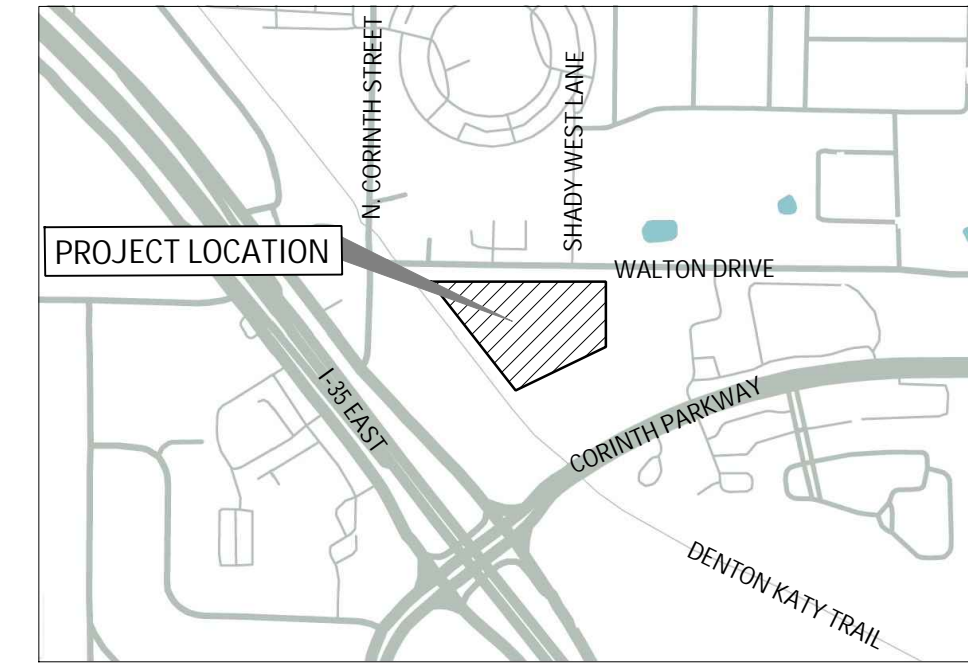 N. CORINTH STREET
SHADY WEST LANE
PROJECT LOCATION
WALTON DRIVE
I-35 EAST
CORINTH PARKWAY
DENTON KATY TRAIL